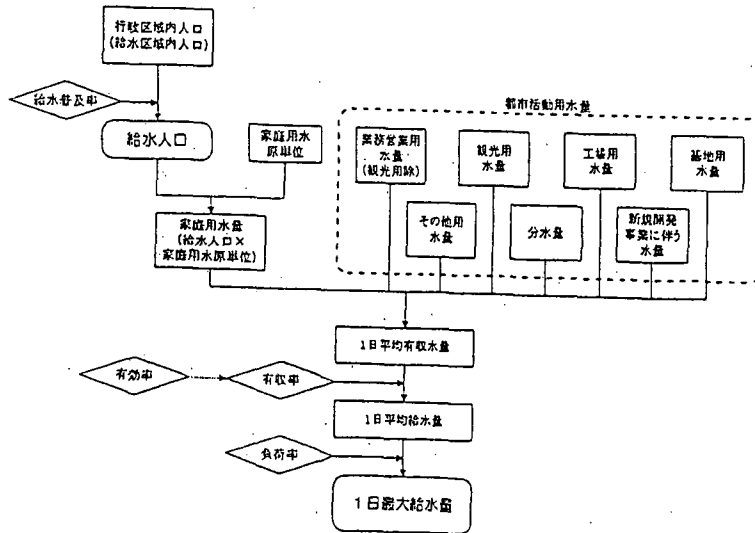 行政区域内人口
(給水区域内人口)
給水普及率
給水人口
家庭用水
原単位
家庭用水量
(給水人口×
家庭用水原単位)
都市活動用水量
業務営業用
水量
(観光用除)
観光用
水量
工場用
水量
基地用
水量
その他用
水量
分水量
新規開発
事業に伴う
水量
1日平均有収水量
有効率
有収率
1日平均給水量
負荷率
1日最大給水量